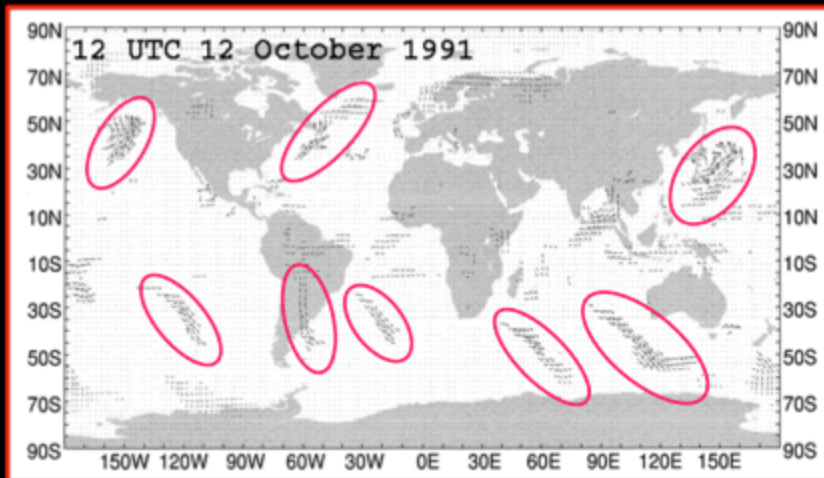 12 UTC 12 October 1991
90N 90N
70N 70N
50N 50N
30N 30N
10N 10N
10S 10S
30S 30S
50S 50S
70S 70S
90S 90S
150W 120W 90W 60W 30W 0E 30E 60E 90E 120E 150E